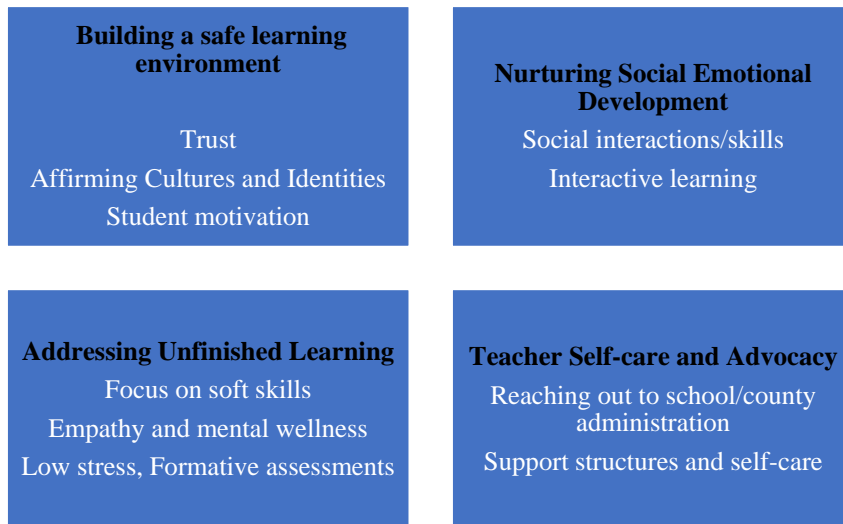 Building a safe learning
environment
Trust
Affirming Cultures and Identities
Student motivation
Nurturing Social Emotional
Development
Social interactions/skills
Interactive learning
Addressing Unfinished Learning
Focus on soft skills
Empathy and mental wellness
Low stress, Formative assessments
Teacher Self-care and Advocacy
Reaching out to school/county
administration
Support structures and self-care